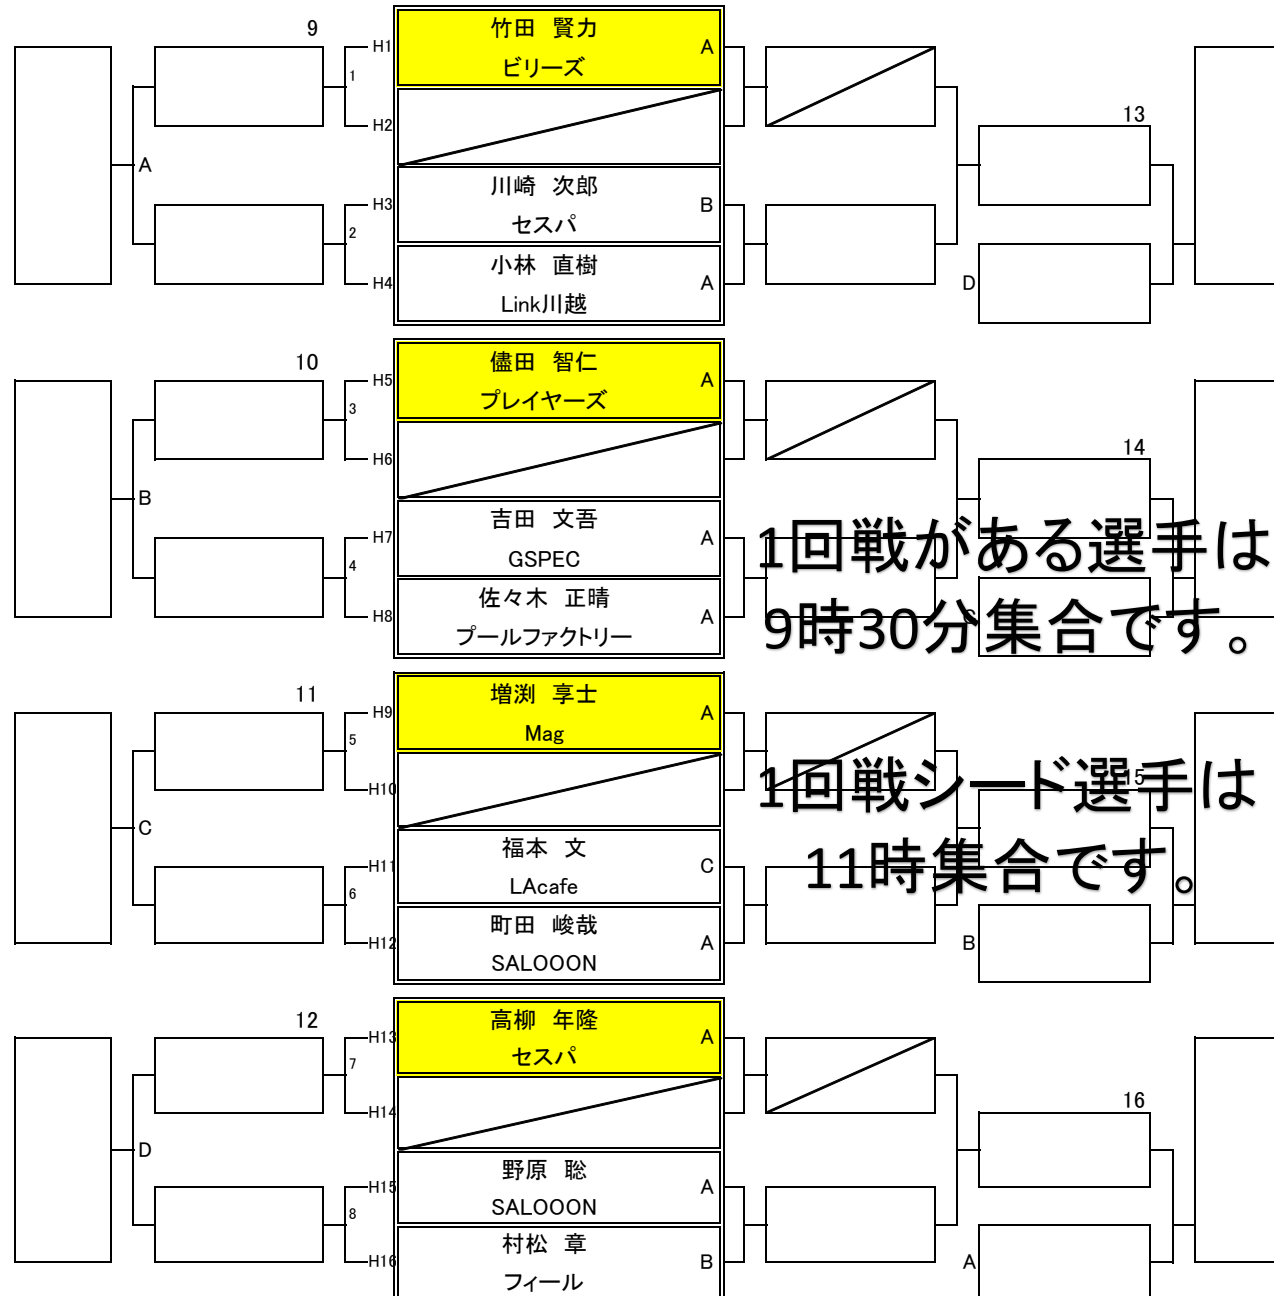 9
H1
竹田 賢力
A
ビリーズ
1
H2
13
A
川崎 次郎
H3
B
セスパ
2
小林 直樹
H4
A
D
Link川越
10
H5
儘田 智仁
A
プレイヤーズ
3
H6
14
B
吉田 文吾
H7
A
GSPEC
1回戦がある選手は
4
佐々木 正晴
H8
A
プールファクトリー
9時30分集合です。
11
H9
増渕 享士
A
Mag
5
H10
1回戦シード選手は
15
C
福本 文
H11
C
LAcafe
11時集合です。
6
町田 峻哉
H12
A
B
SALOOON
12
H13
高柳 年隆
A
セスパ
7
H14
16
D
野原 聡
H15
A
SALOOON
8
村松 章
H16
B
A
フィール